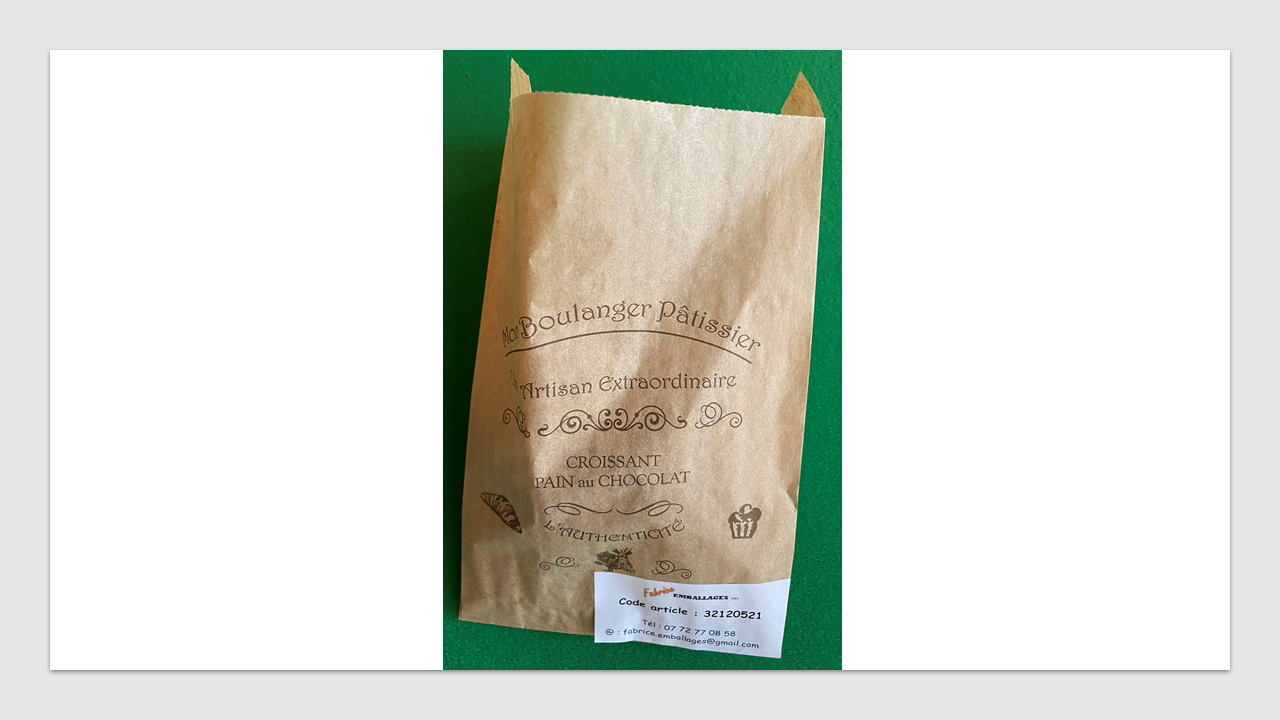 Mon Boulanger Pâtissier
Un Artisan Extraordinaire
CROISSANT
PAIN au CHOCOLAT
L'AUTHENTICITÉ
Fabrice EMBALLAGES
Code article : 32120521
Tél : 07 72 77 08 58
@ : fabrice.emballages@gmail.com